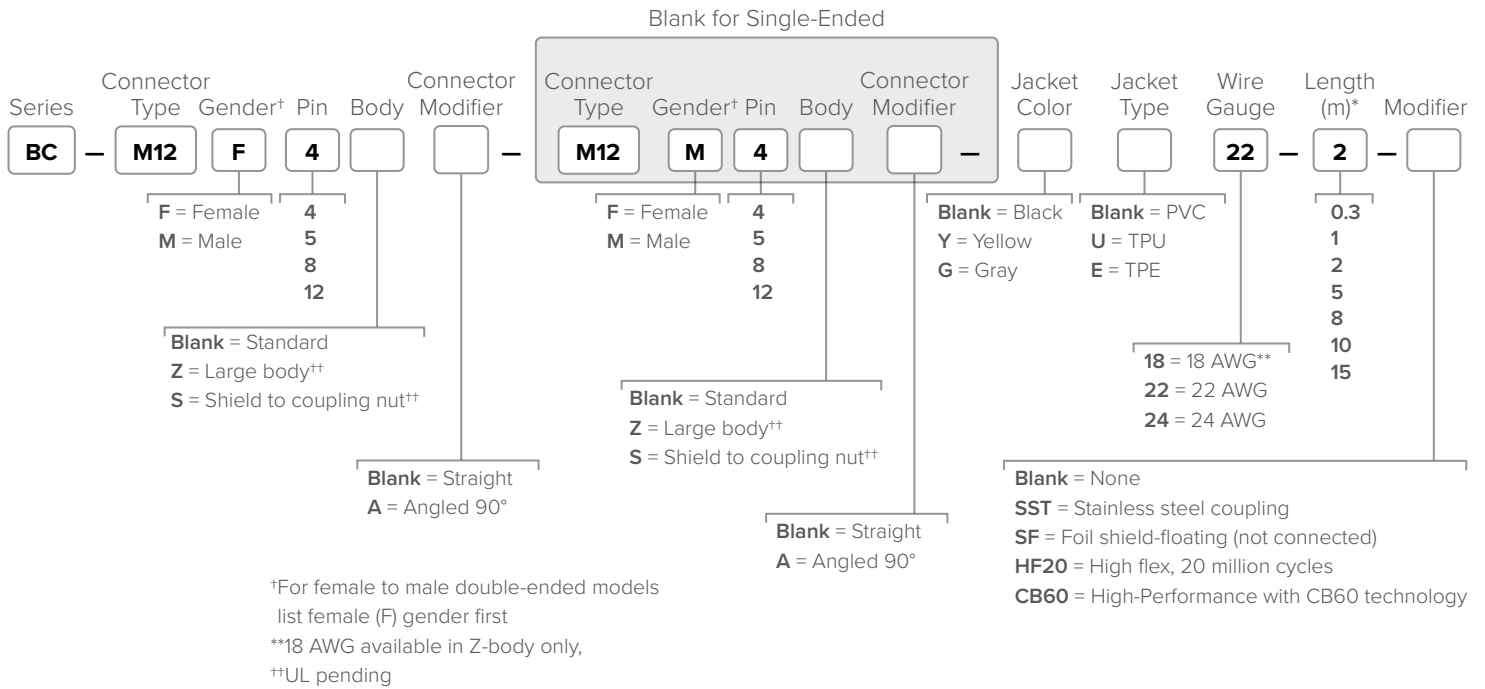 Blank for Single-Ended
Series
Connector
Type
Gender†
Pin
Body
Connector
Modifier
Connector
Type
Gender†
Pin
Body
Connector
Modifier
Jacket
Color
Jacket
Type
Wire
Gauge
Length
(m)*
Modifier
BC – M12 F 4 – M12 M 4 – 22 – 2 –
F = Female
M = Male
4
5
8
12
Blank = Standard
Z = Large body††
S = Shield to coupling nut††
Blank = Straight
A = Angled 90°
F = Female
M = Male
4
5
8
12
Blank = Standard
Z = Large body††
S = Shield to coupling nut††
Blank = Straight
A = Angled 90°
Blank = Black
Y = Yellow
G = Gray
Blank = PVC
U = TPU
E = TPE
18 = 18 AWG**
22 = 22 AWG
24 = 24 AWG
0.3
1
2
5
8
10
15
Blank = None
SST = Stainless steel coupling
SF = Foil shield-floating (not connected)
HF20 = High flex, 20 million cycles
CB60 = High-Performance with CB60 technology
†For female to male double-ended models
list female (F) gender first
**18 AWG available in Z-body only,
††UL pending